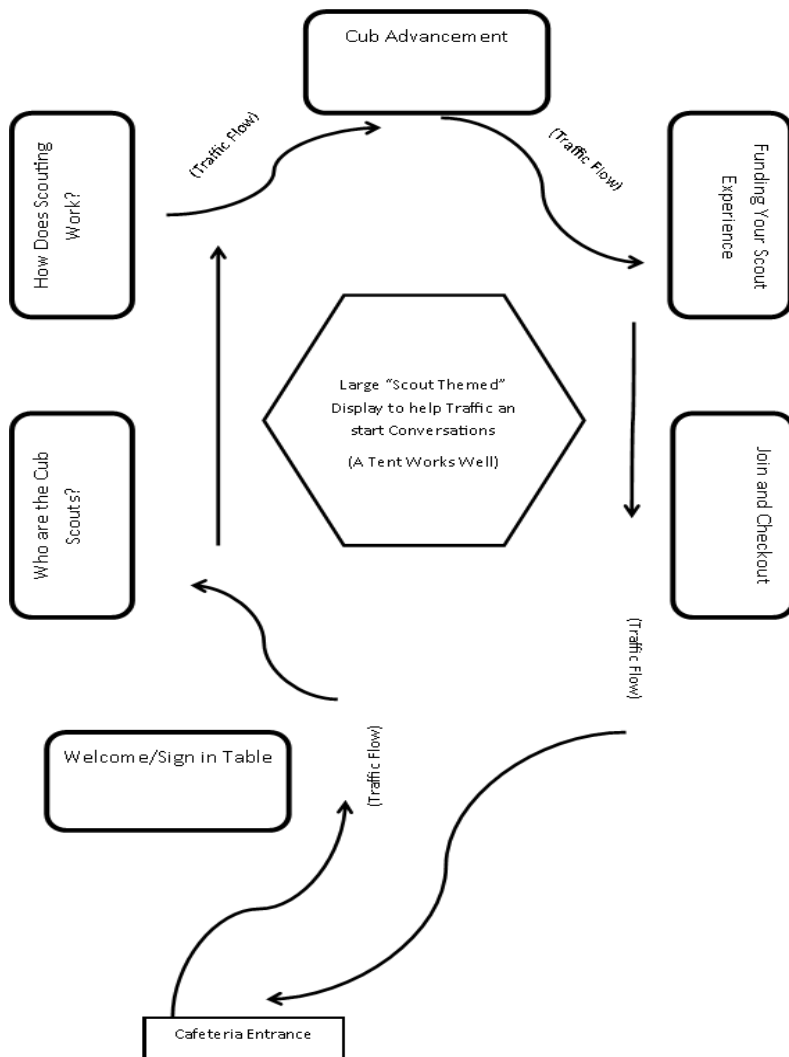 Cub Advancement
(Traffic Flow)
(Traffic Flow)
How Does Scouting
Work?
Funding Your Scout
Experience
Large “Scout Themed”
Display to help Traffic an
start Conversations
(A Tent Works Well)
Who are the Cub
Scouts?
Join and Checkout
(Traffic Flow)
Welcome/Sign in Table
(Traffic Flow)
Cafeteria Entrance